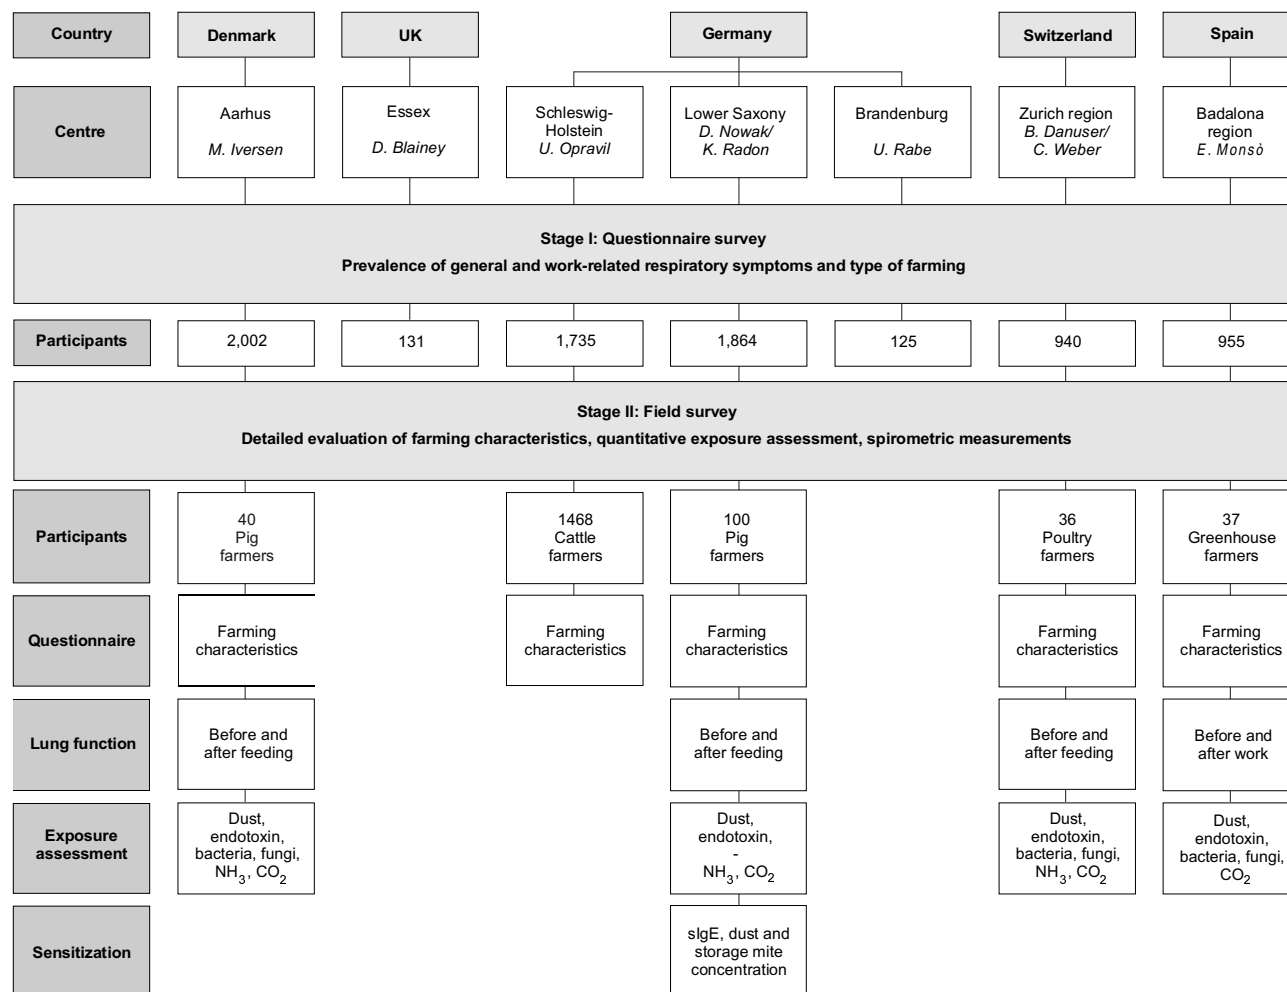 Country
Denmark
UK
Germany
Switzerland
Spain
Centre
Aarhus
M. Iversen
Essex
D. Blainey
Schleswig-
Holstein
U. Opravil
Lower Saxony
D. Nowak/
K. Radon
Brandenburg
U. Rabe
Zurich region
B. Danuser/
C. Weber
Badalona
region
E. Monsò
Stage I: Questionnaire survey
Prevalence of general and work-related respiratory symptoms and type of farming
Participants
2,002
131
1,735
1,864
125
940
955
Stage II: Field survey
Detailed evaluation of farming characteristics, quantitative exposure assessment, spirometric measurements
Participants
40
Pig
farmers
1468
Cattle
farmers
100
Pig
farmers
36
Poultry
farmers
37
Greenhouse
farmers
Questionnaire
Farming
characteristics
Farming
characteristics
Farming
characteristics
Farming
characteristics
Farming
characteristics
Lung function
Before and
after feeding
Before and
after feeding
Before and
after feeding
Before and
after work
Exposure
assessment
Dust,
endotoxin,
bacteria, fungi,
NH3, CO2
Dust,
endotoxin,
-
NH3, CO2
Dust,
endotoxin,
bacteria, fungi,
NH3, CO2
Dust,
endotoxin,
bacteria, fungi,
CO2
Sensitization
sIgE, dust and
storage mite
concentration